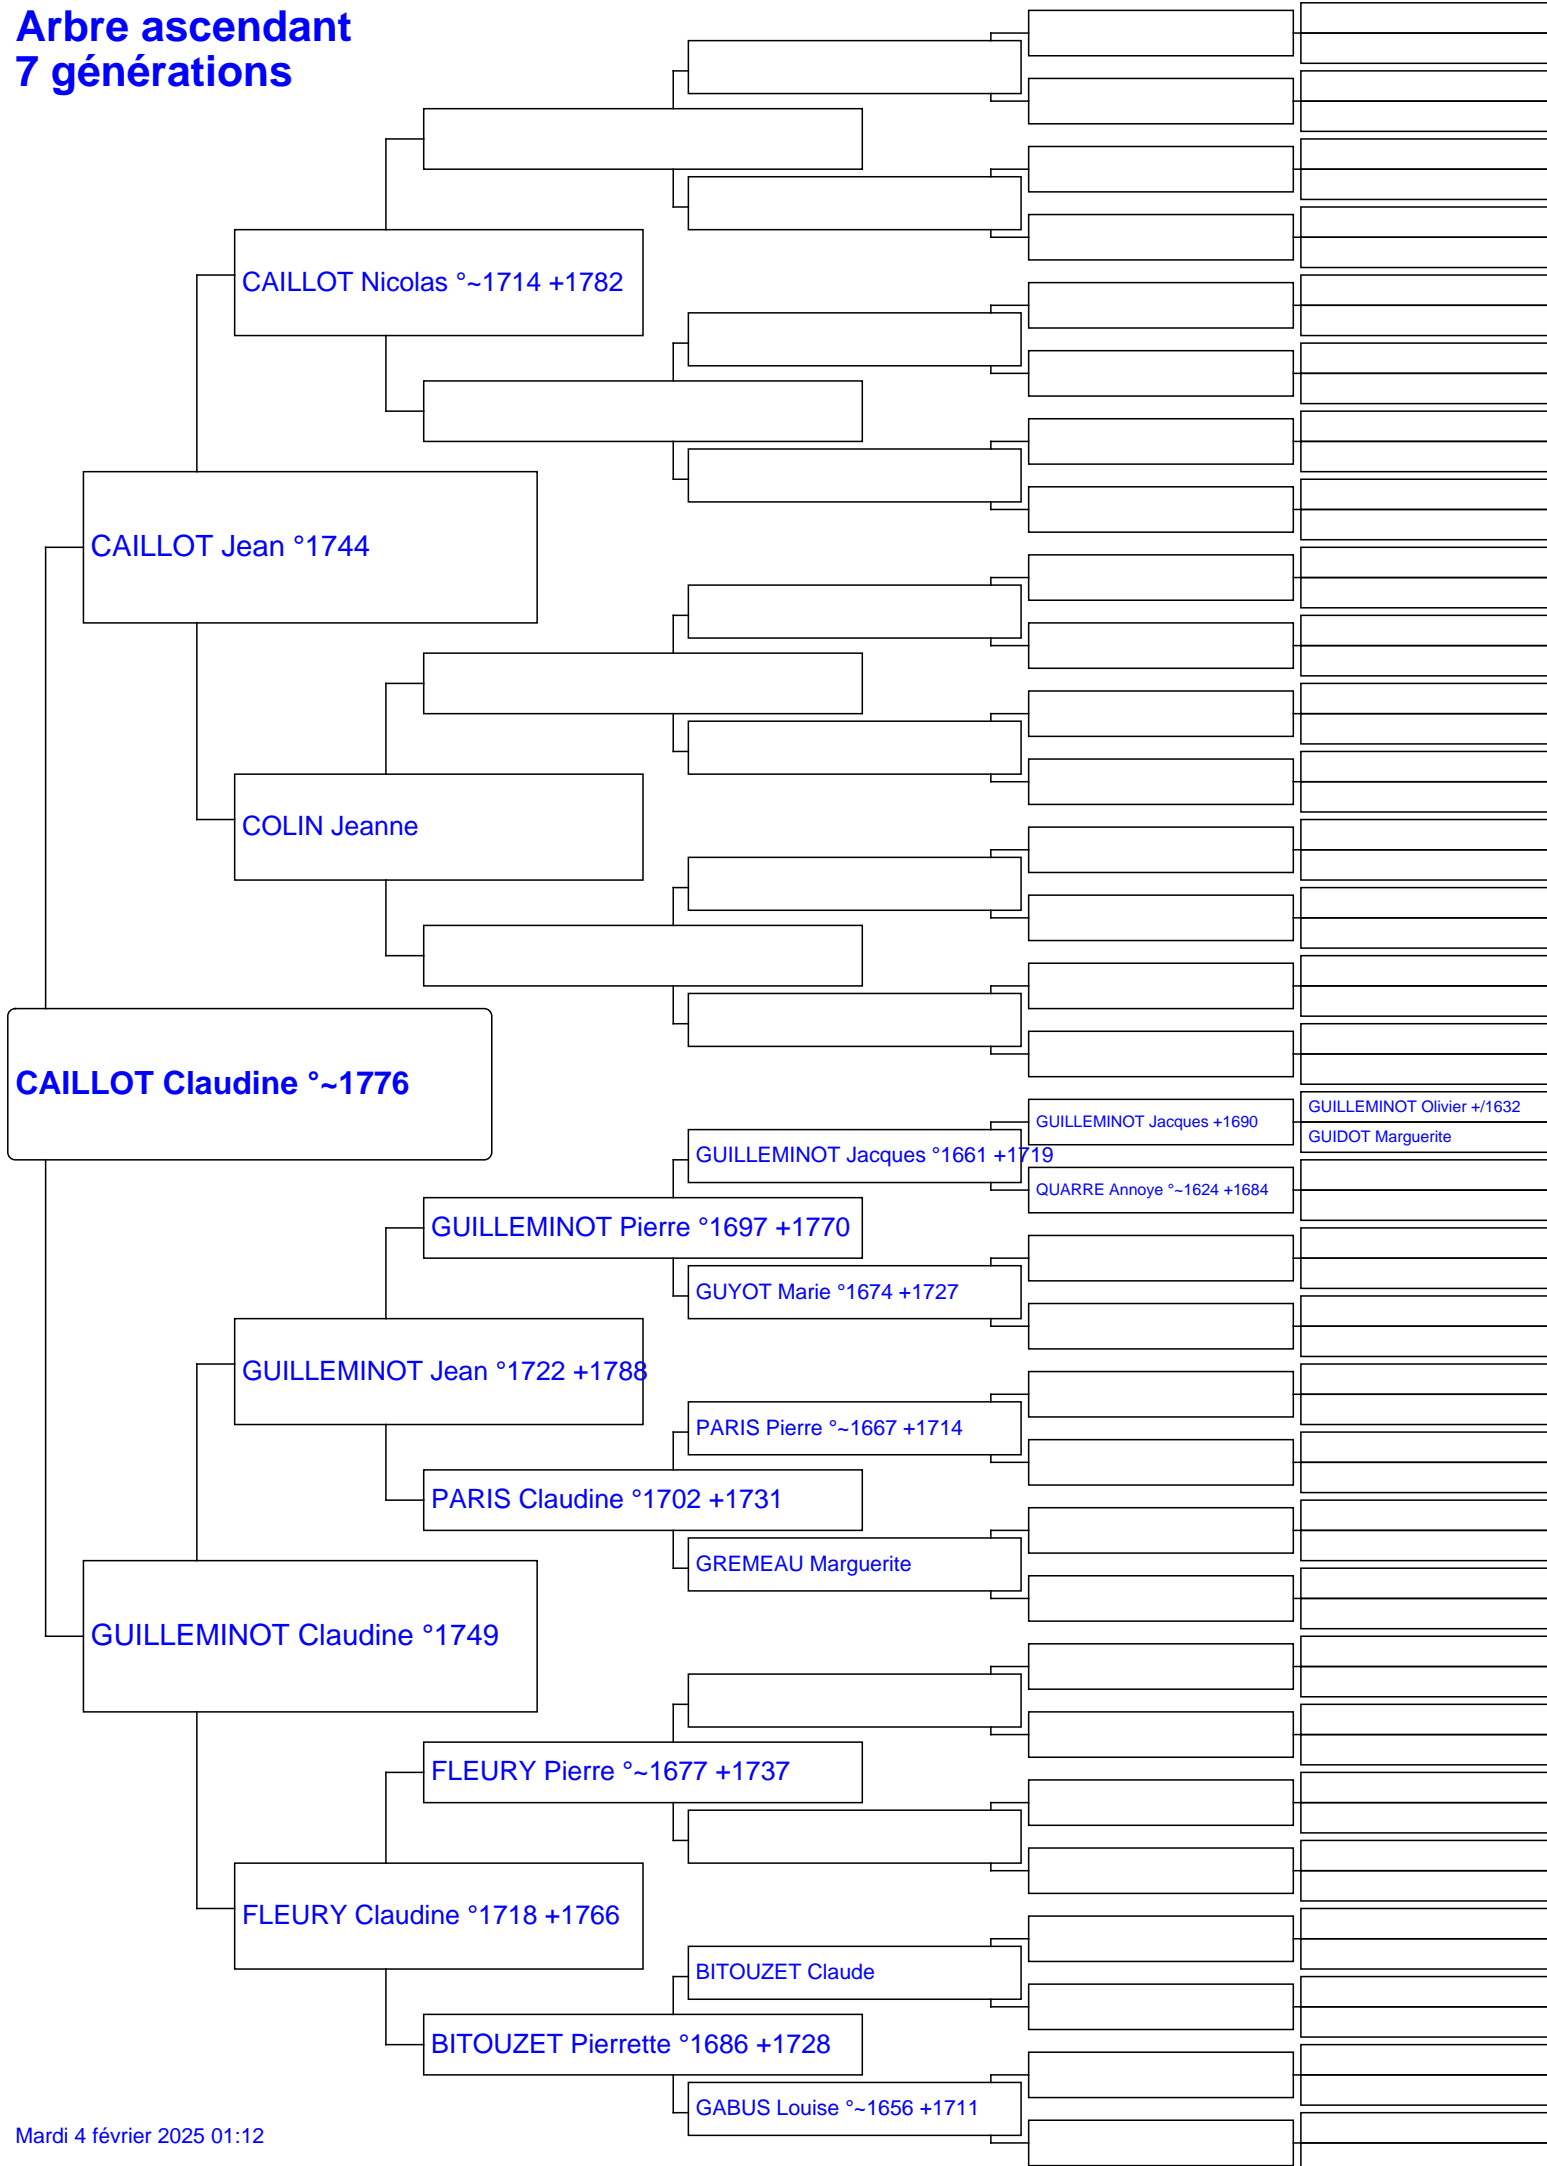 Arbre ascendant
7 générations
CAILLOT Nicolas °~1714 +1782
CAILLOT Jean °1744
COLIN Jeanne
CAILLOT Claudine °~1776
GUILLEMINOT Olivier +/1632
GUILLEMINOT Jacques +1690
GUIDOT Marguerite
GUILLEMINOT Jacques °1661 +1719
QUARRE Annoye °~1624 +1684
GUILLEMINOT Pierre °1697 +1770
GUYOT Marie °1674 +1727
GUILLEMINOT Jean °1722 +1788
PARIS Pierre °~1667 +1714
PARIS Claudine °1702 +1731
GREMEAU Marguerite
GUILLEMINOT Claudine °1749
FLEURY Pierre °~1677 +1737
FLEURY Claudine °1718 +1766
BITOUZET Claude
BITOUZET Pierrette °1686 +1728
GABUS Louise °~1656 +1711
Mardi 4 février 2025 01:12